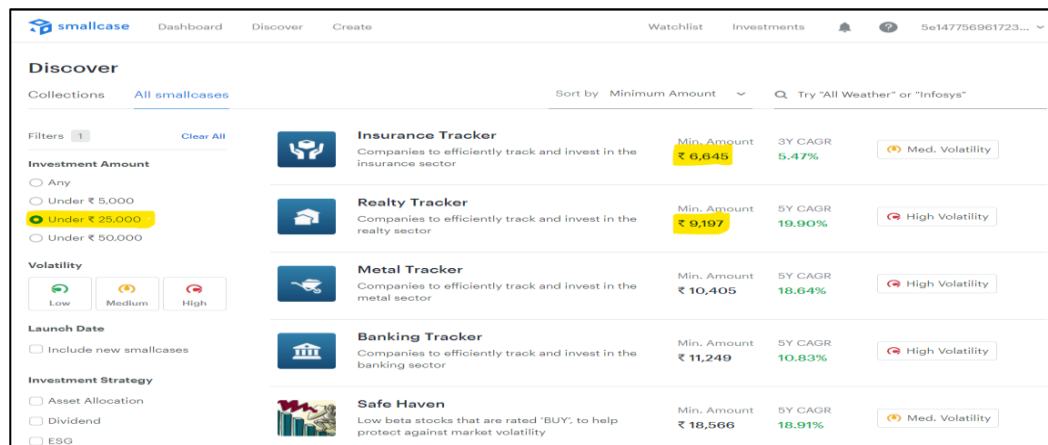 smallcase Dashboard Discover Create Watchlist Investments 5e147756961723...
Discover
Collections All smallcases Sort by Minimum Amount Try "All Weather" or "Infosys"
Filters 1 Clear All
Investment Amount
Any
Under ₹ 5,000
Under ₹ 25,000
Under ₹ 50,000
Volatility
Low Medium High
Launch Date
Include new smallcases
Investment Strategy
Asset Allocation
Dividend
ESG
Insurance Tracker
Companies to efficiently track and invest in the
insurance sector
Min. Amount 3Y CAGR
₹ 6,645 5.47%
Med. Volatility
Realty Tracker
Companies to efficiently track and invest in the
realty sector
Min. Amount 5Y CAGR
₹ 9,197 19.90%
High Volatility
Metal Tracker
Companies to efficiently track and invest in the
metal sector
Min. Amount 5Y CAGR
₹ 10,405 18.64%
High Volatility
Banking Tracker
Companies to efficiently track and invest in the
banking sector
Min. Amount 5Y CAGR
₹ 11,249 10.83%
High Volatility
Safe Haven
Low beta stocks that are rated 'BUY', to help
protect against market volatility
Min. Amount 5Y CAGR
₹ 18,566 18.91%
Med. Volatility